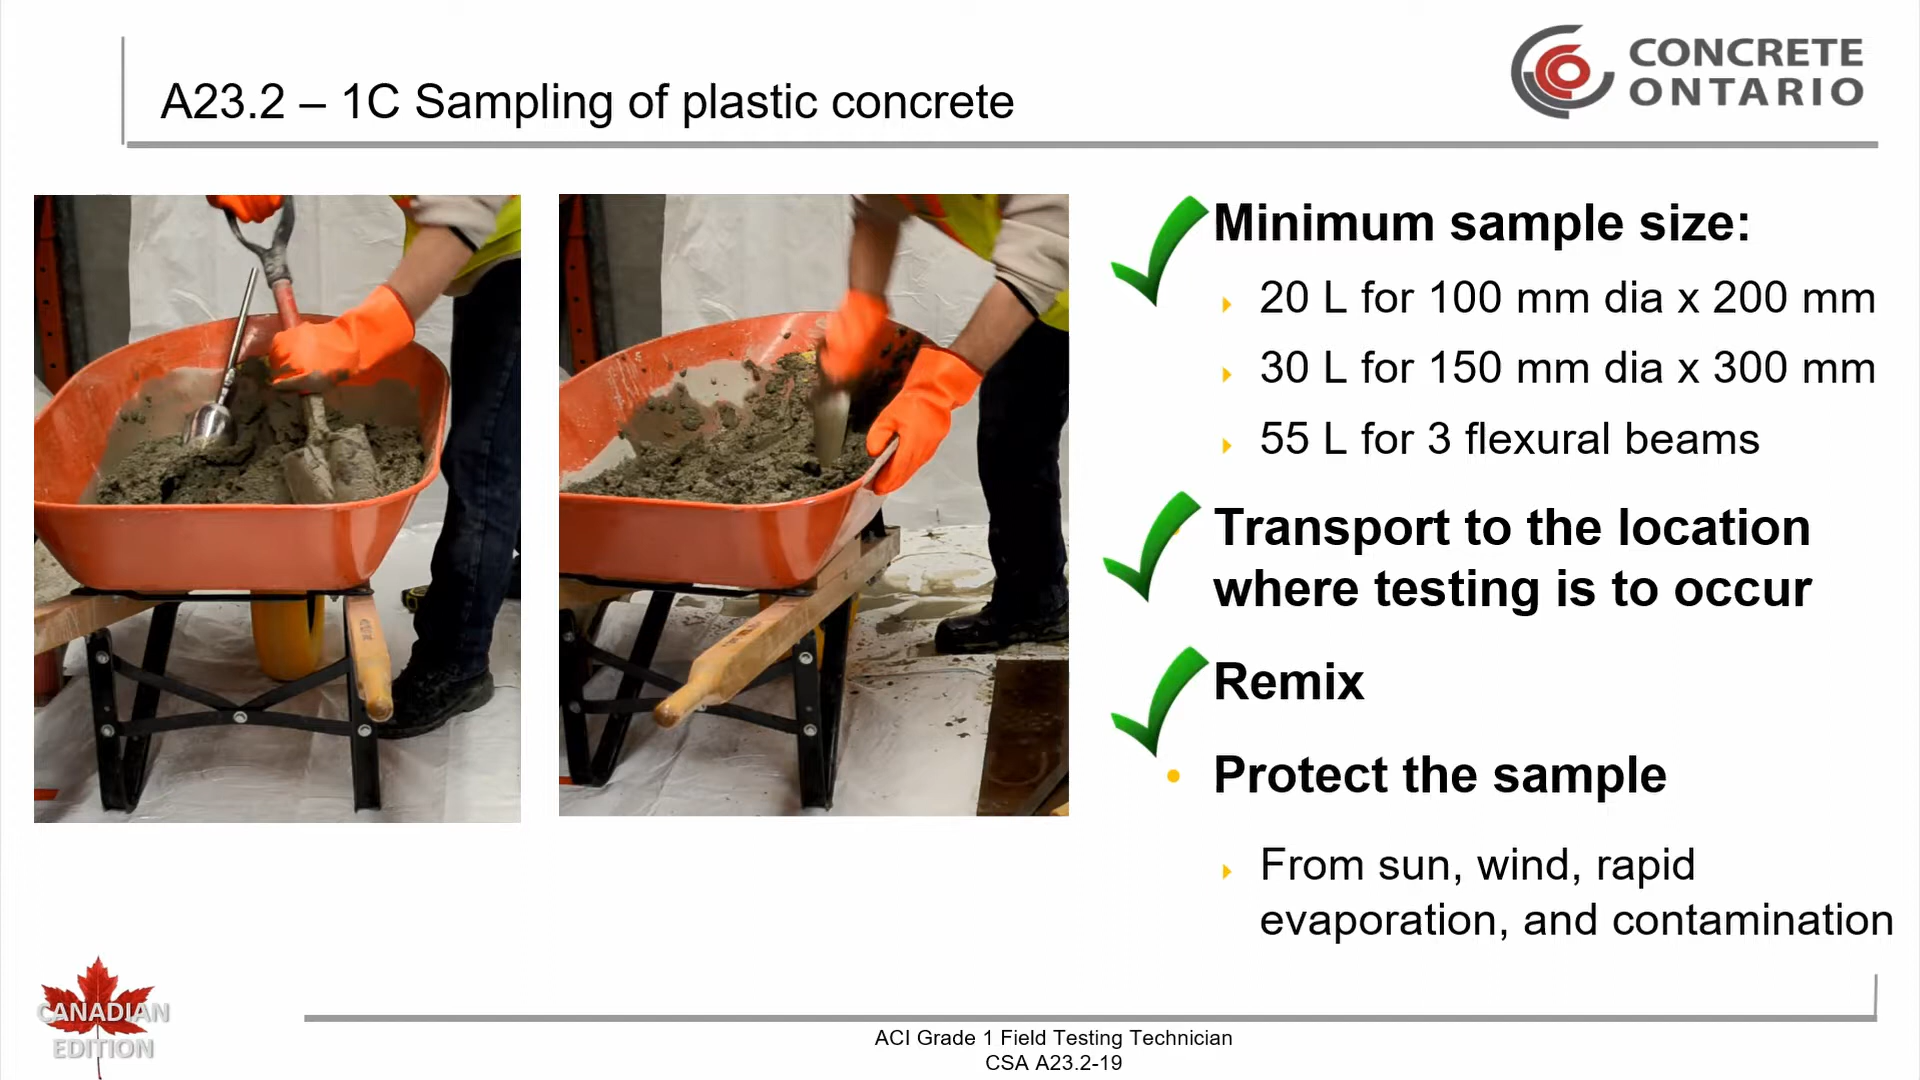 A23.2 – 1C Sampling of plastic concrete
CONCRETE
ONTARIO
Minimum sample size:
20 L for 100 mm dia x 200 mm
30 L for 150 mm dia x 300 mm
55 L for 3 flexural beams
Transport to the location
where testing is to occur
Remix
Protect the sample
From sun, wind, rapid
evaporation, and contamination
CANADIAN
EDITION
ACI Grade 1 Field Testing Technician
CSA A23.2-19